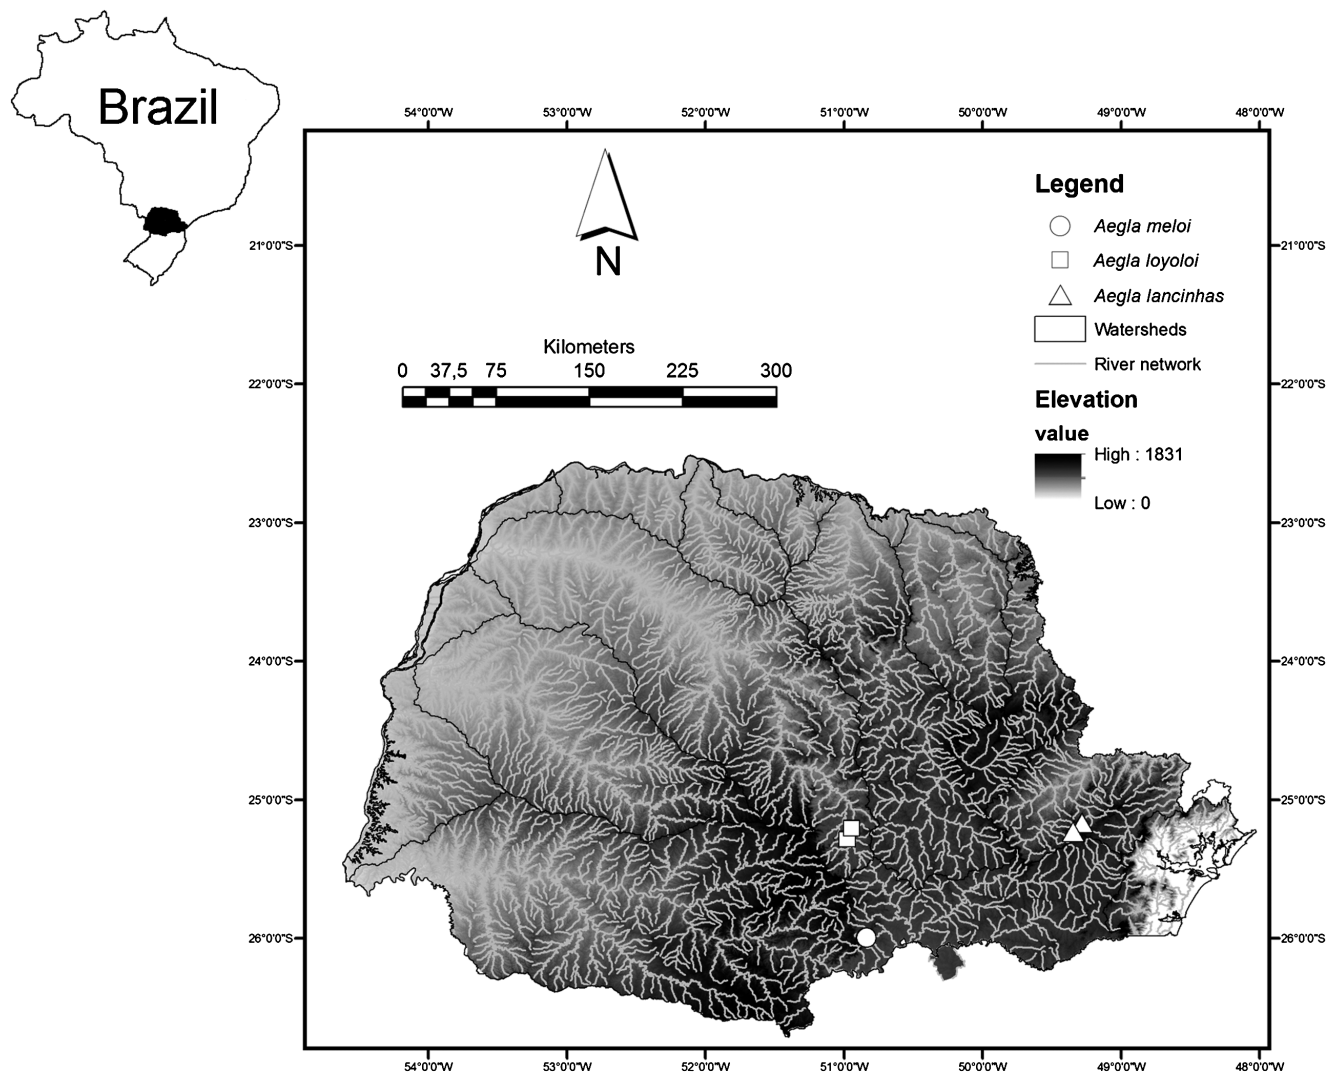 Brazil
54°0'0"W 53°0'0"W 52°0'0"W 51°0'0"W 50°0'0"W 49°0'0"W 48°0'0"W
N
Legend
Aegla meloi
Aegla loyoloi
Aegla lancinhas
Watersheds
River network
Elevation
value
High : 1831
Low : 0
Kilometers
0 37,5 75 150 225 300
21°0'0"S 21°0'0"S
22°0'0"S 22°0'0"S
23°0'0"S 23°0'0"S
24°0'0"S 24°0'0"S
25°0'0"S 25°0'0"S
26°0'0"S 26°0'0"S
54°0'0"W 53°0'0"W 52°0'0"W 51°0'0"W 50°0'0"W 49°0'0"W 48°0'0"W